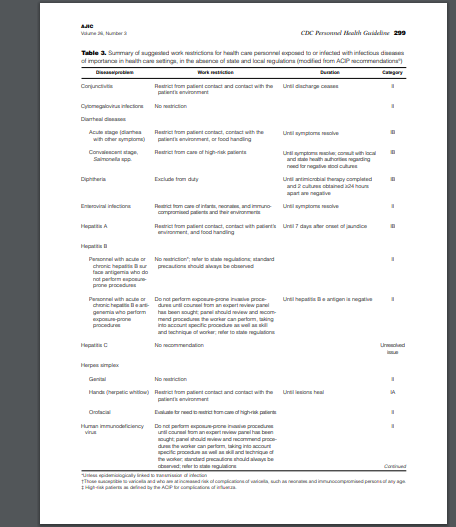 AJIC
Volume 26, Number 3
CDC Personnel Health Guideline 299
Table 3. Summary of suggested work restrictions for health care personnel exposed to or infected with infectious diseases
of importance in health care settings, in the absence of state and local regulations (modified from ACIP recommendations
Disease/problem Work restriction Duration Category
Conjunctivitis Restrict from patient contact and contact with the Until discharge ceases II
patient's environment
Cytomegalovirus infections No restriction II
Diarrheal diseases
Acute stage (diarrhea Restrict from patient contact, contact with the Until symptoms resolve IB
with other symptoms) patient's environment, or food handling
Convalescent stage, Restrict from care of high-risk patients Until symptoms resolve; consult with local IB
Salmonella spp. and state health authorities regarding
need for negative stool cultures
Diphtheria Exclude from duty Until antimicrobial therapy completed IB
and 2 cultures obtained ≥24 hours
apart are negative
Enteroviral infections Restrict from care of infants, neonates, and immuno- Until symptoms resolve II
compromised patients and their environments
Hepatitis A Restrict from patient contact, contact with patient's Until 7 days after onset of jaundice IB
environment, and food handling
Hepatitis B
Personnel with acute or No restriction*; refer to state regulations; standard II
chronic hepatitis B sur precautions should always be observed
face antigemia who do
not perform exposure-
prone procedures
Personnel with acute or Do not perform exposure-prone invasive proce- Until hepatitis B e antigen is negative II
chronic hepatitis B e anti- dures until counsel from an expert review panel
genemia who perform has been sought; panel should review and recom-
exposure-prone mend procedures the worker can perform, taking
procedures into account specific procedure as well as skill
and technique of worker; refer to state regulations
Hepatitis C No recommendation Unresolved
issue
Herpes simplex
Genital No restriction II
Hands (herpetic whitlow) Restrict from patient contact and contact with the Until lesions heal IA
patient's environment
Orofacial Evaluate for need to restrict from care of high-risk patients II
Human immunodeficiency Do not perform exposure-prone invasive procedures II
virus until counsel from an expert review panel has been
sought; panel should review and recommend proce-
dures the worker can perform, taking into account
specific procedure as well as skill and technique of
the worker; standard precautions should always be
observed; refer to state regulations Continued
*Unless epidemiologically linked to transmission of infection
†Those susceptible to varicella and who are at increased risk of complications of varicella, such as neonates and immunocompromised persons of any age.
‡ High-risk patients as defined by the ACIP for complications of influenza.